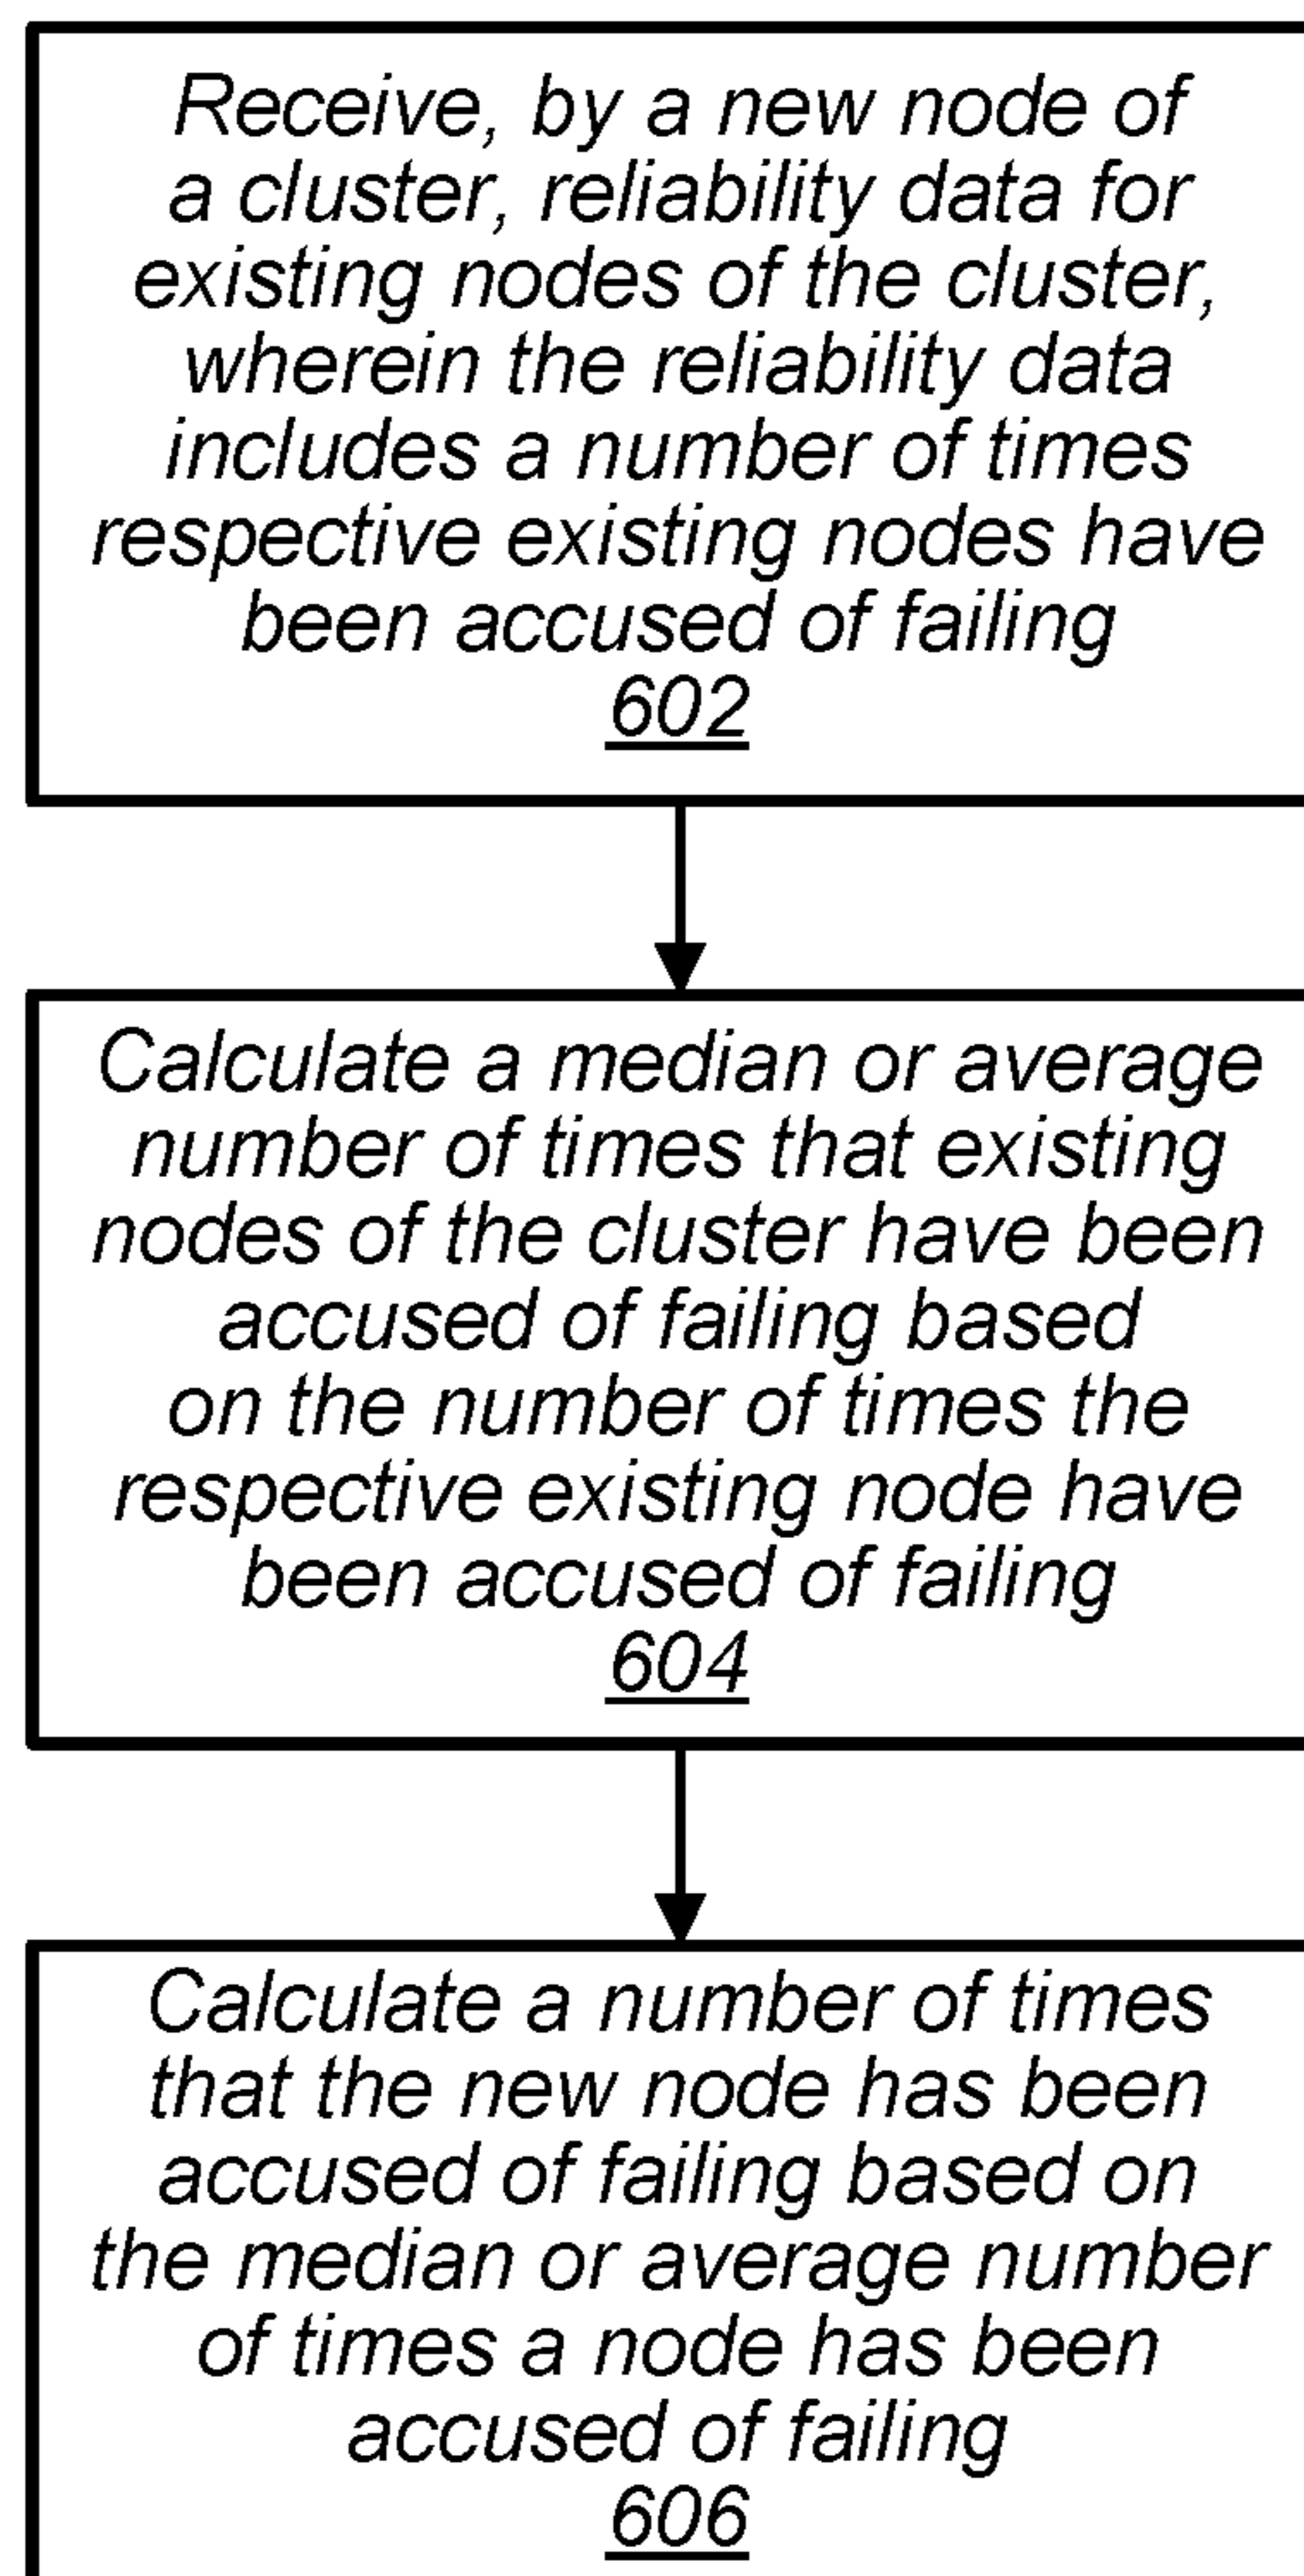 Receive, by a new node of
a cluster, reliability data for
existing nodes of the cluster,
wherein the reliability data
includes a number of times
respective existing nodes have
been accused of failing
602
Calculate a median or average
number of times that existing
nodes of the cluster have been
accused of failing based
on the number of times the
respective existing node have
been accused of failing
604
Calculate a number of times
that the new node has been
accused of failing based on
the median or average number
of times a node has been
accused of failing
606